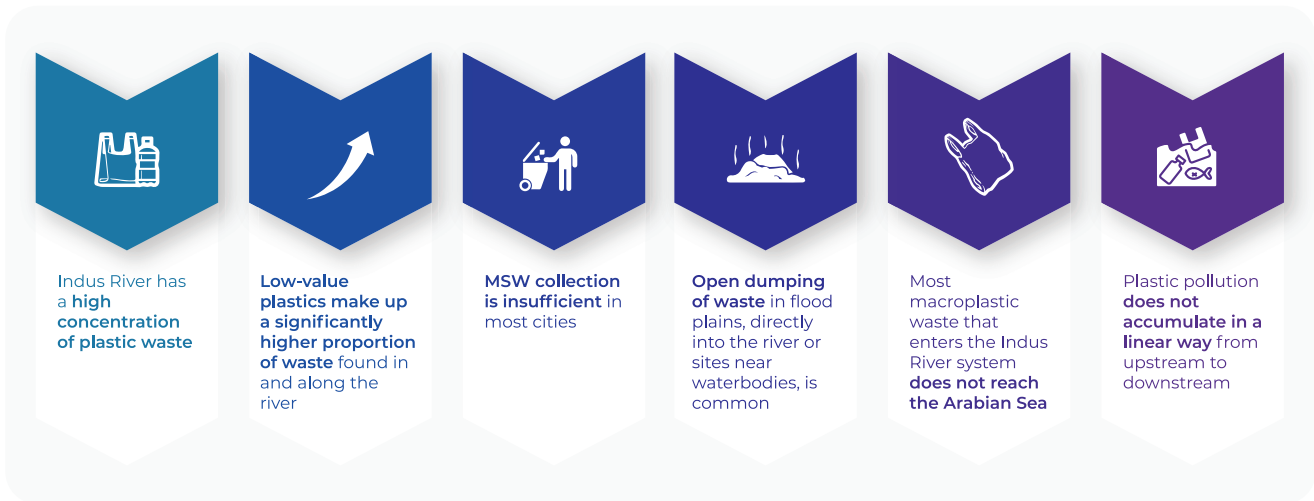 Indus River has
a high
concentration
of plastic waste
Low-value
plastics make up
a significantly
higher proportion
of waste found in
and along the
river
MSW collection
is insufficient in
most cities
Open dumping
of waste in flood
plains, directly
into the river or
sites near
waterbodies, is
common
Most
macroplastic
waste that
enters the Indus
River system
does not reach
the Arabian Sea
Plastic pollution
does not
accumulate in a
linear way from
upstream to
downstream